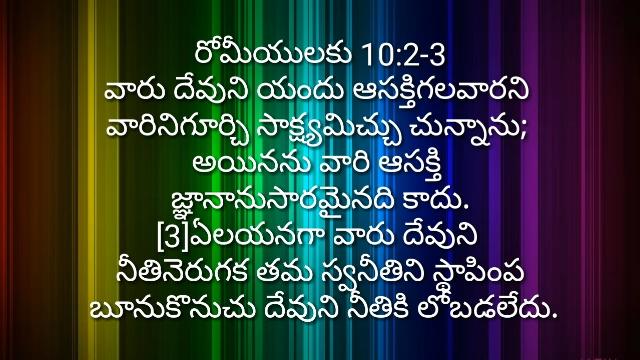 రోమీయులకు 10:2-3
వారు దేవుని యందు ఆసక్తిగలవారని
వారినిగూర్చి సాక్ష్యమిచ్చు చున్నాను;
అయినను వారి ఆసక్తి
జ్ఞానానుసారమైనది కాదు.
[3]ఏలయనగా వారు దేవుని
నీతినెరుగక తమ స్వనీతిని స్థాపింప
బూనుకొనుచు దేవుని నీతికి లోబడలేదు.